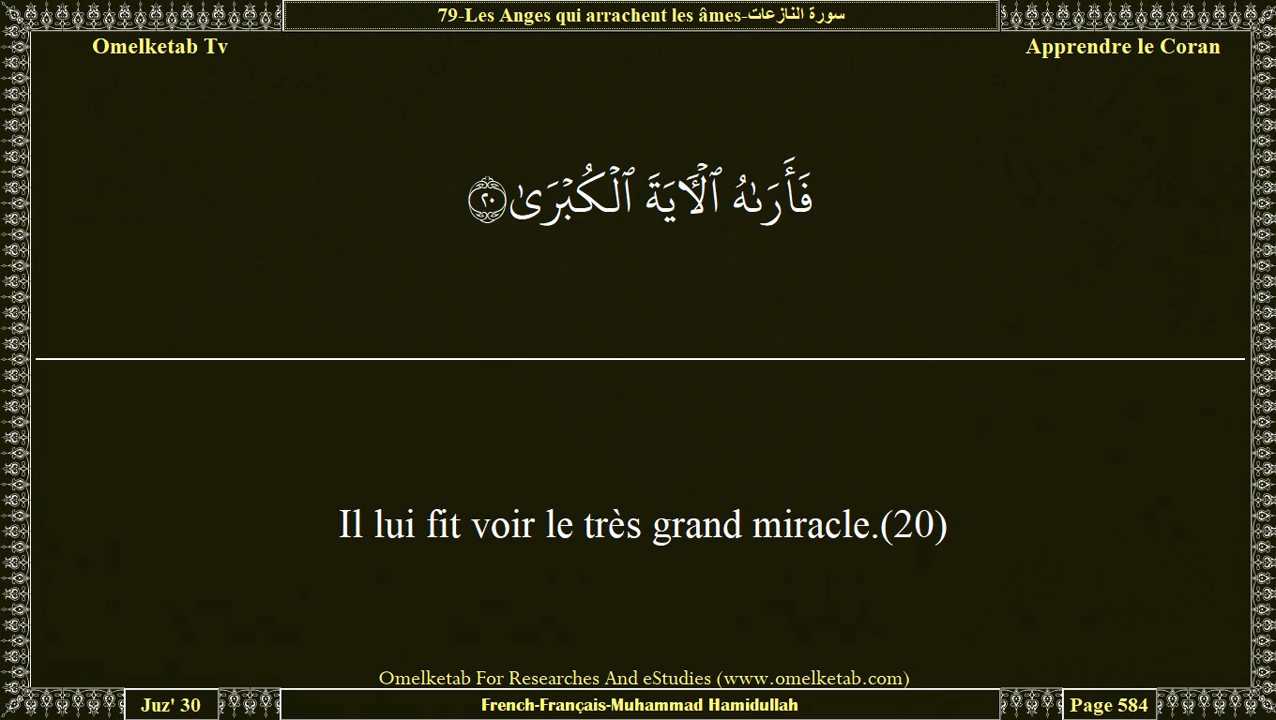 79-Les Anges qui arrachent les âmes-سورة النازعات
Omelketab Tv
Apprendre le Coran
فَأَرَىٰهُ ٱلْـَٔايَةَ ٱلْكُبْرَىٰ ٢٠
Il lui fit voir le très grand miracle.(20)
Omelketab For Researches And eStudies (www.omelketab.com)
Juz' 30
French-Français-Muhammad Hamidullah
Page 584